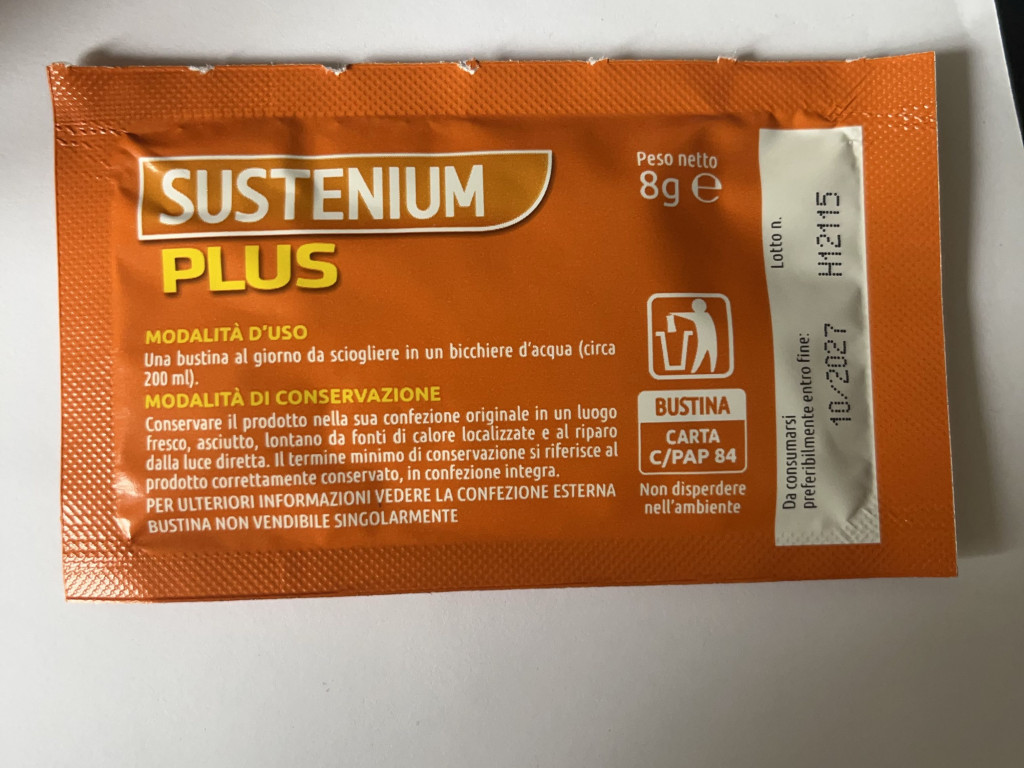 SUSTENIUM
PLUS
MODALITÀ D'USO
Una bustina al giorno da sciogliere in un bicchiere d'acqua (circa
200 ml).
MODALITÀ DI CONSERVAZIONE
Conservare il prodotto nella sua confezione originale in un luogo
fresco, asciutto, lontano da fonti di calore localizzate e al riparo
dalla luce diretta. Il termine minimo di conservazione si riferisce al
prodotto correttamente conservato, in confezione integra.
PER ULTERIORI INFORMAZIONI VEDERE LA CONFEZIONE ESTERNA
BUSTINA NON VENDIBILE SINGOLARMENTE
Peso netto
8g ℮
BUSTINA
CARTA
C/PAP 84
Non disperdere
nell'ambiente
Lotto n.
H12115
Da consumarsi
preferibilmente entro fine:
10/2027